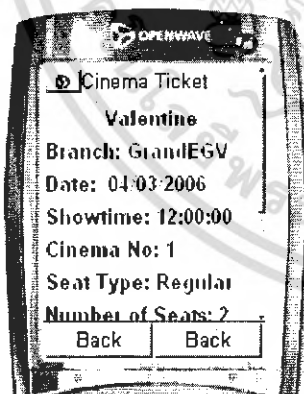 OPENWAVE
Cinema Ticket
Valentine
Branch: GrandEGV
Date: 04/03/2006
Showtime: 12:00:00
Cinema No: 1
Seat Type: Regular
Number of Seats: 2
Back Back